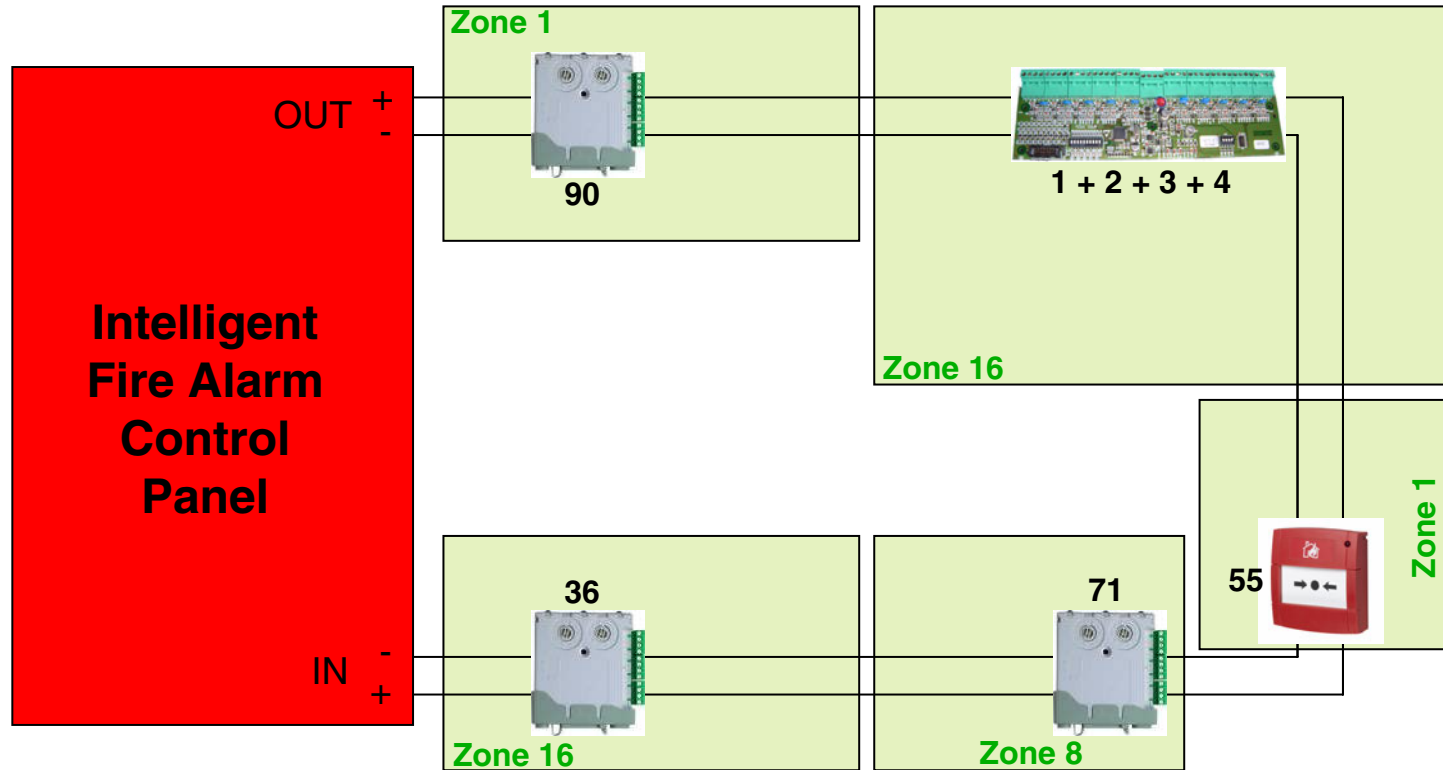 Zone 1
OUT
+
-
90
1 + 2 + 3 + 4
Zone 16
Intelligent
Fire Alarm
Control
Panel
Zone 1
55
36
71
IN
-
+
Zone 16
Zone 8